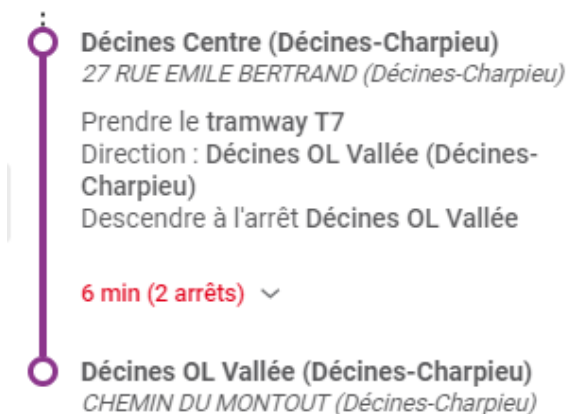 Décines Centre (Décines-Charpieu)
27 RUE EMILE BERTRAND (Décines-Charpieu)
Prendre le tramway T7
Direction : Décines OL Vallée (Décines-
Charpieu)
Descendre à l'arrêt Décines OL Vallée
6 min (2 arrêts)
Décines OL Vallée (Décines-Charpieu)
CHEMIN DU MONTOUT (Décines-Charpieu)